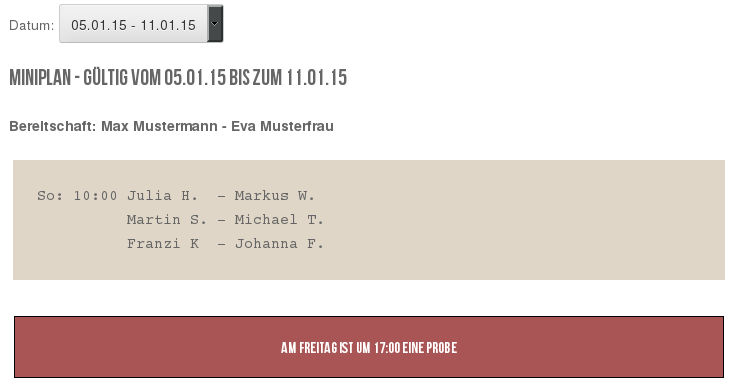 Datum: 05.01.15 - 11.01.15
MINIPLAN - GÜLTIG VOM 05.01.15 BIS ZUM 11.01.15
Bereitschaft: Max Mustermann - Eva Musterfrau
So: 10:00 Julia H.  - Markus W.
Martin S. - Michael T.
Franzi K  - Johanna F.
AM FREITAG IST UM 17:00 EINE PROBE